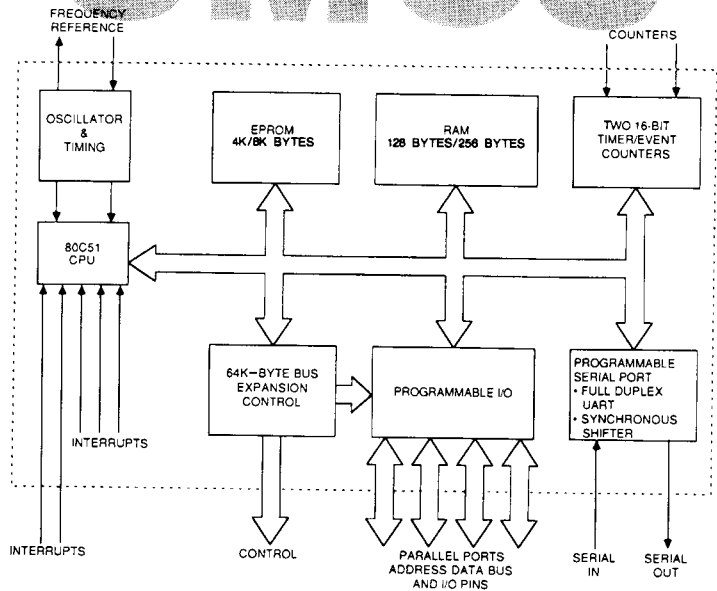 FREQUENCY
REFERENCE
COUNTERS
OSCILLATOR
&
TIMING
EPROM
4K/8K BYTES
RAM
128 BYTES/256 BYTES
TWO 16-BIT
TIMER/EVENT
COUNTERS
80C51
CPU
64K–BYTE BUS
EXPANSION
CONTROL
PROGRAMMABLE I/O
PROGRAMMABLE
SERIAL PORT
• FULL DUPLEX
UART
• SYNCHRONOUS
SHIFTER
INTERRUPTS
INTERRUPTS
CONTROL
PARALLEL PORTS
ADDRESS DATA BUS
AND I/O PINS
SERIAL
IN
SERIAL
OUT